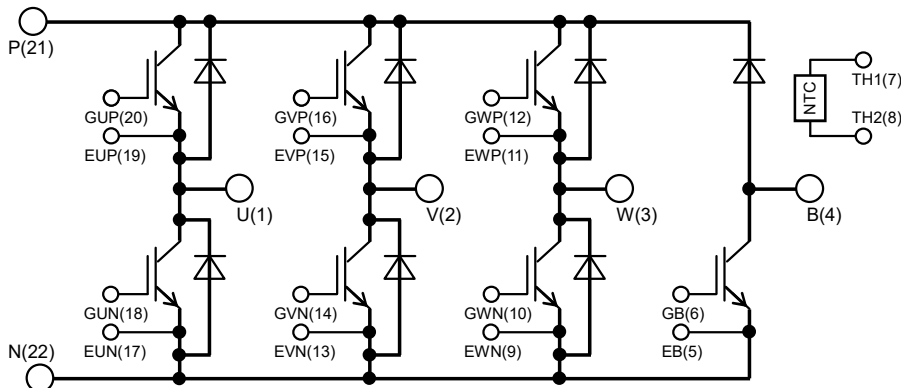 P(21)
GUP(20)
EUP(19)
GVP(16)
EVP(15)
GWP(12)
EWP(11)
NTC
TH1(7)
TH2(8)
U(1)
V(2)
W(3)
B(4)
GUN(18)
EUN(17)
GVN(14)
EVN(13)
GWN(10)
EWN(9)
GB(6)
EB(5)
N(22)